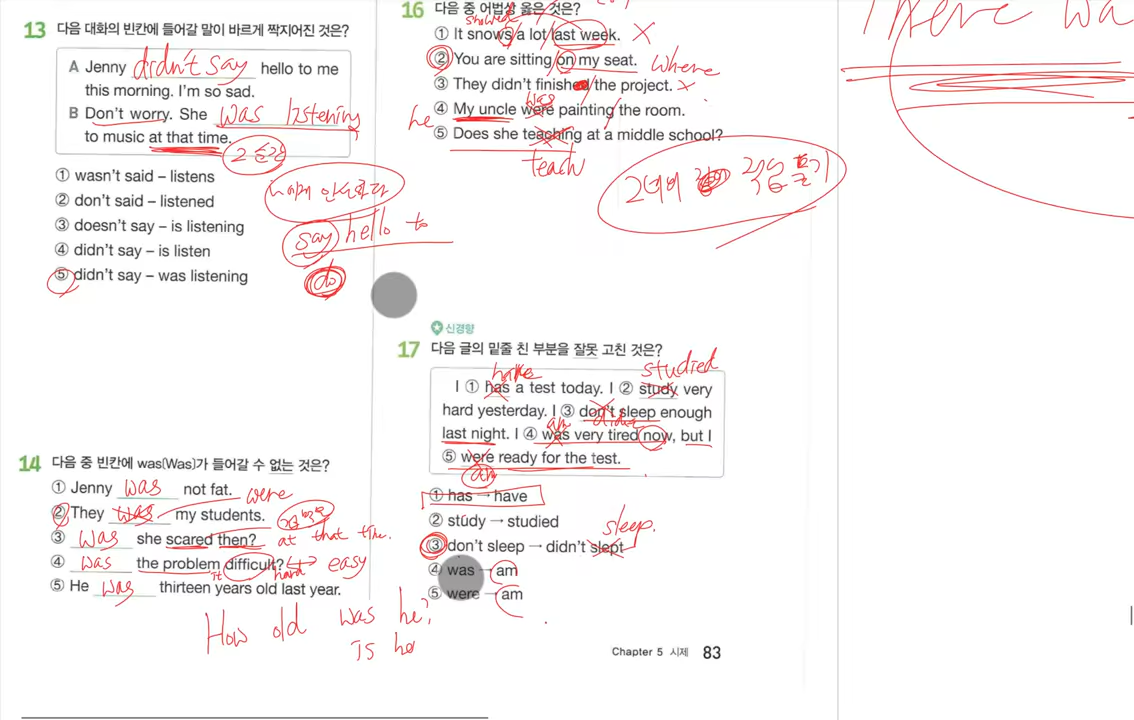 13 다음 대화의 빈칸에 들어갈 말이 바르게 짝지어진 것은?
A Jenny didn't say hello to me
this morning. I'm so sad.
B Don't worry. She was listening
to music at that time.
① wasn't said – listens
② don't said – listened
③ doesn't say – is listening
④ didn't say – is listen
⑤ didn't say – was listening
say hello to
do
14 다음 중 빈칸에 was(Was)가 들어갈 수 없는 것은?
① Jenny was not fat.
were
② They was my students.
③ was she scared then? at that time.
④ was the problem difficult? ↔ easy
it hard
⑤ He was thirteen years old last year.
How old was he?
is he
16 다음 중 어법상 옳은 것은?
snowed
① It snows a lot last week. X
② You are sitting on my seat. where
③ They didn't finished the project. x
was
④ My uncle were painting the room.
he
⑤ Does she teaching at a middle school?
teach
2
신경향
17 다음 글의 밑줄 친 부분을 잘못 고친 것은?
have studied
I ① has a test today. I ② study very
hard yesterday. I ③ don't sleep enough
am didn't
last night. I ④ was very tired now, but I
⑤ were ready for the test.
am
① has → have
② study → studied
sleep.
③ don't sleep → didn't slept
④ was → am
⑤ were → am
Chapter 5 시제 83
There wa